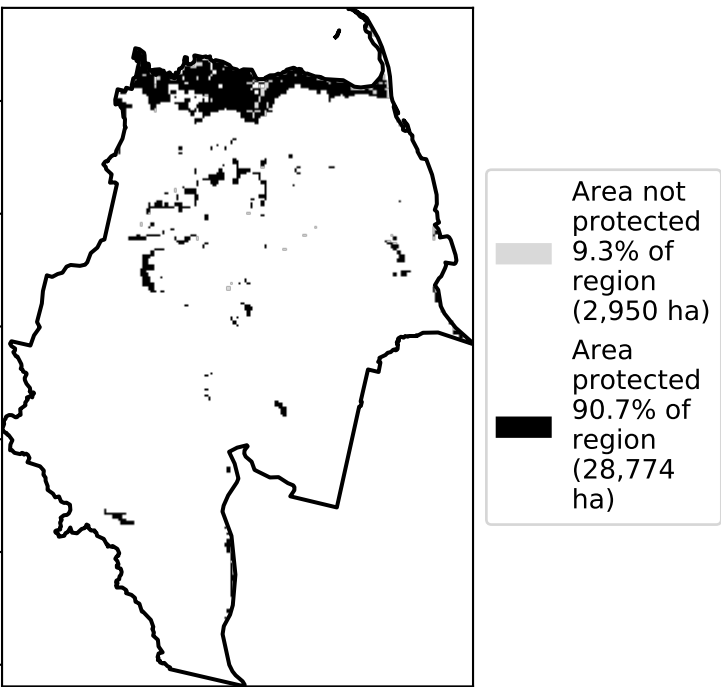 Area not
protected
9.3% of
region
(2,950 ha)
Area
protected
90.7% of
region
(28,774
ha)